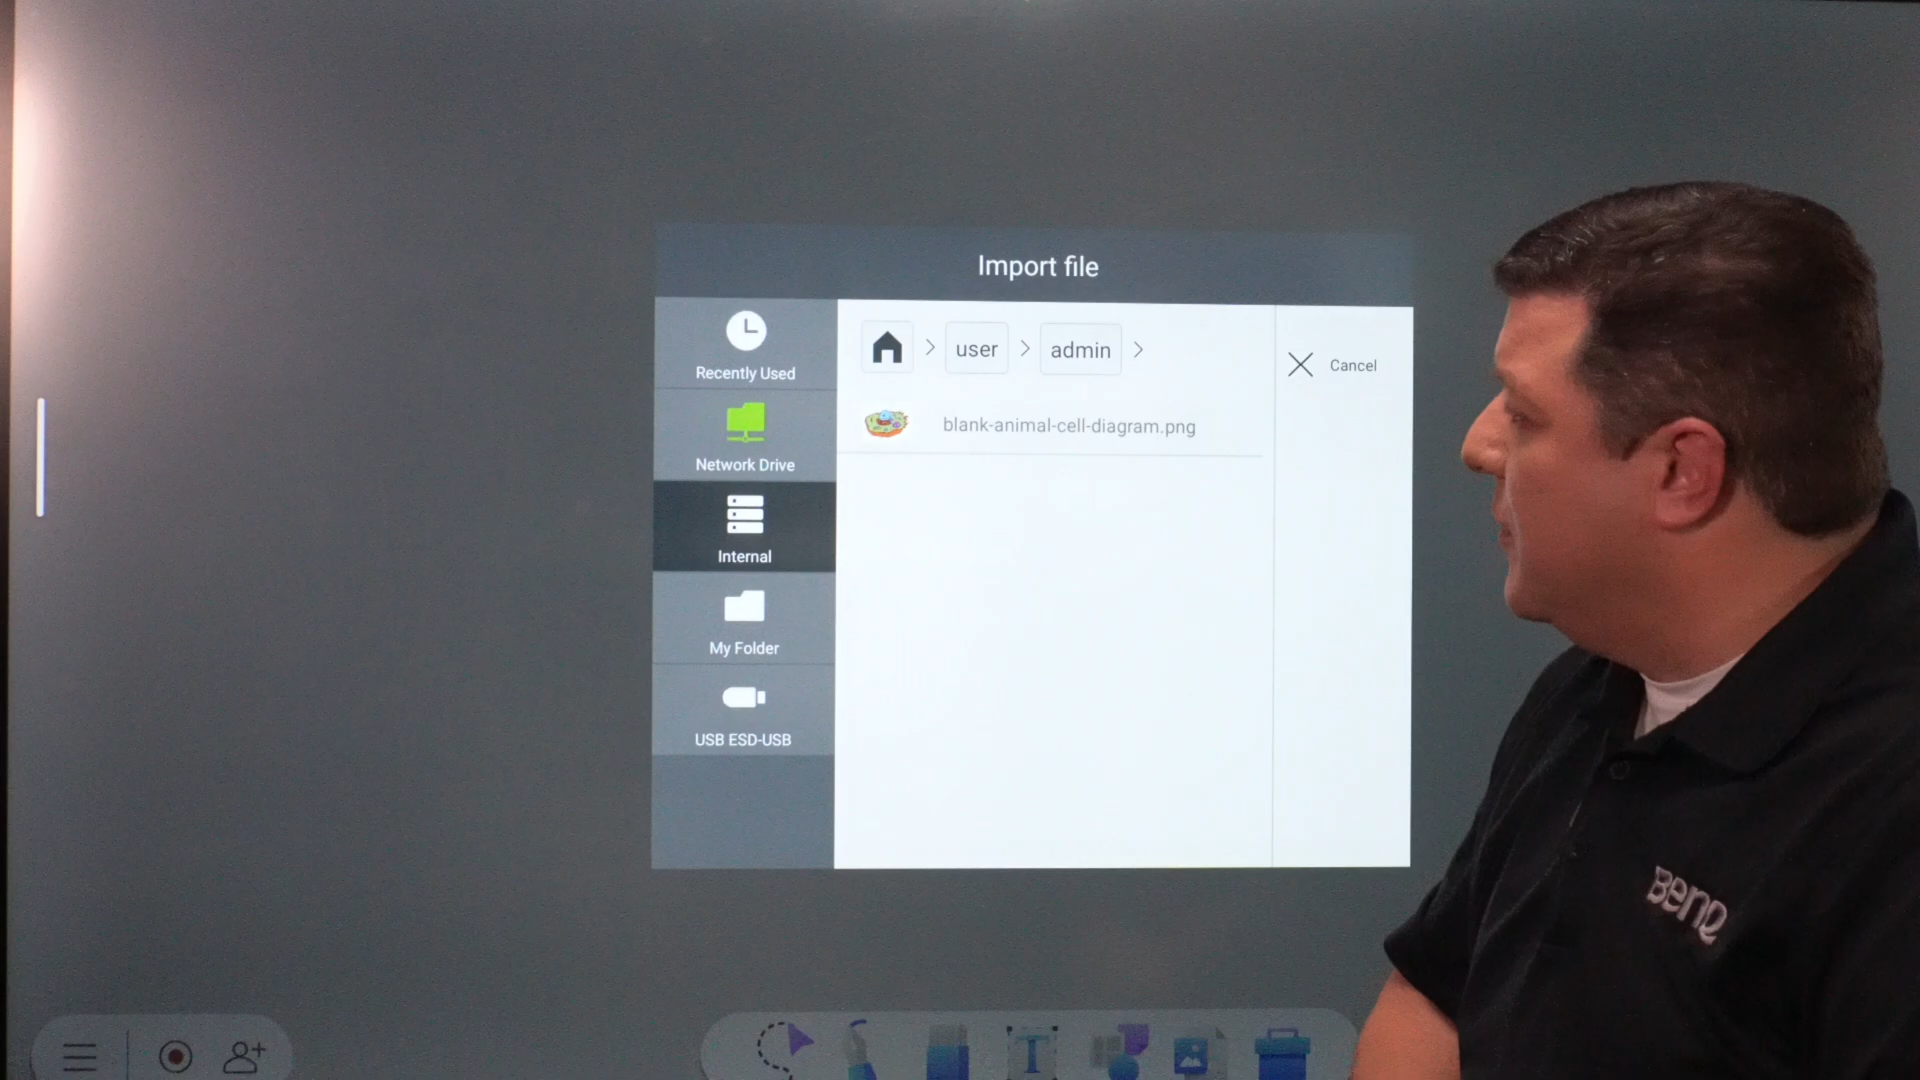 Import file
Recently Used
Network Drive
Internal
My Folder
USB ESD-USB
user
admin
Cancel
blank-animal-cell-diagram.png
T
BenQ